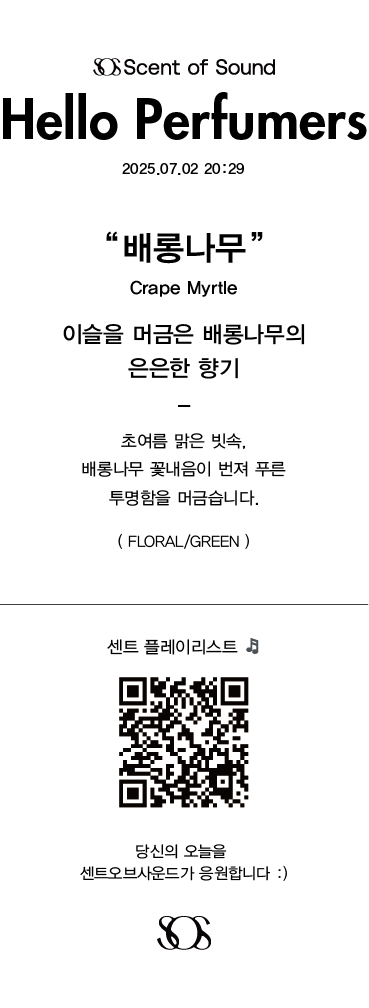 SOS Scent of Sound
Hello Perfumers
2025.07.02 20:29
“배롱나무”
Crape Myrtle
이슬을 머금은 배롱나무의
은은한 향기
–
초여름 맑은 빗속,
배롱나무 꽃내음이 번져 푸른
투명함을 머금습니다.
( FLORAL/GREEN )
센트 플레이리스트 🎵
당신의 오늘을
센트오브사운드가 응원합니다 :)
SOS